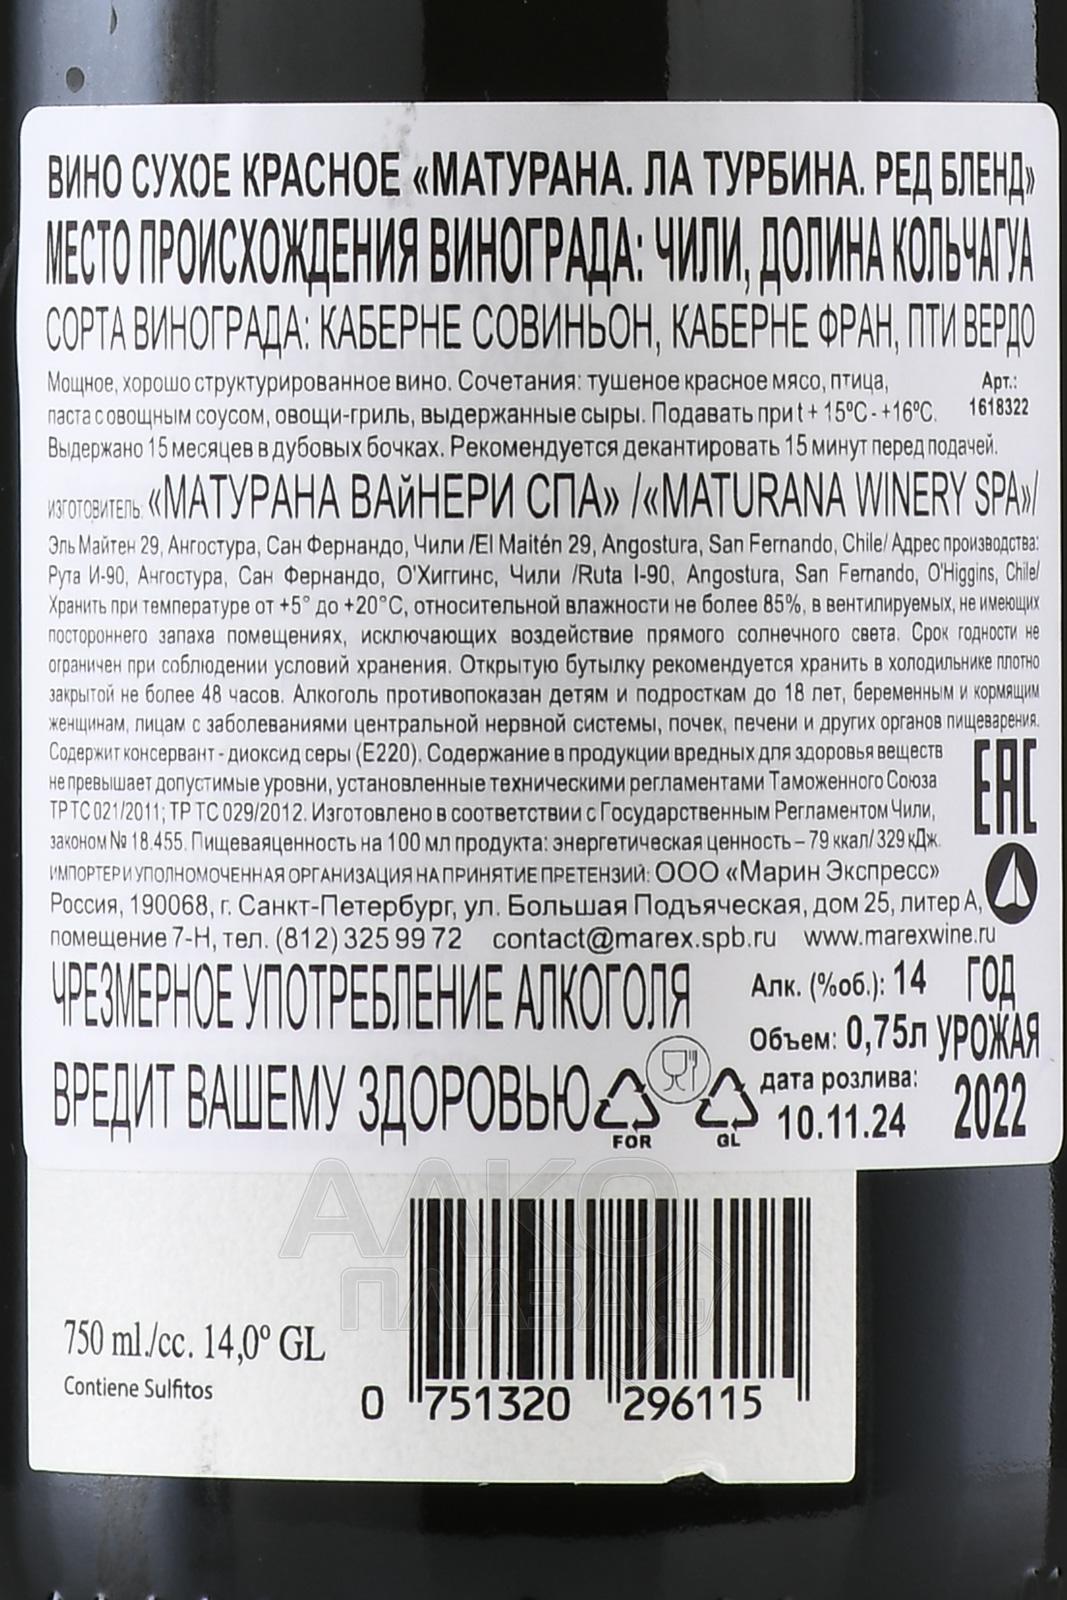 ВИНО СУХОЕ КРАСНОЕ «МАТУРАНА. ЛА ТУРБИНА. РЕД БЛЕНД»
МЕСТО ПРОИСХОЖДЕНИЯ ВИНОГРАДА: ЧИЛИ, ДОЛИНА КОЛЬЧАГУА
СОРТА ВИНОГРАДА: КАБЕРНЕ СОВИНЬОН, КАБЕРНЕ ФРАН, ПТИ ВЕРДО
Мощное, хорошо структурированное вино. Сочетания: тушеное красное мясо, птица,
паста с овощным соусом, овощи-гриль, выдержанные сыры. Подавать при t + 15ºC - +16ºC.
Выдержано 15 месяцев в дубовых бочках. Рекомендуется декантировать 15 минут перед подачей.
Арт.:
1618322
ИЗГОТОВИТЕЛЬ: «МАТУРАНА ВАйНЕРИ СПА» /«MATURANA WINERY SPA»/
Эль Майтен 29, Ангостура, Сан Фернандо, Чили /El Maitén 29, Angostura, San Fernando, Chile/ Адрес производства:
Рута И-90, Ангостура, Сан Фернандо, О'Хиггинс, Чили /Ruta I-90, Angostura, San Fernando, O'Higgins, Chile/
Хранить при температуре от +5° до +20°C, относительной влажности не более 85%, в вентилируемых, не имеющих
постороннего запаха помещениях, исключающих воздействие прямого солнечного света. Срок годности не
ограничен при соблюдении условий хранения. Открытую бутылку рекомендуется хранить в холодильнике плотно
закрытой не более 48 часов. Алкоголь противопоказан детям и подросткам до 18 лет, беременным и кормящим
женщинам, лицам с заболеваниями центральной нервной системы, почек, печени и других органов пищеварения.
Содержит консервант - диоксид серы (Е220). Содержание в продукции вредных для здоровья веществ
не превышает допустимые уровни, установленные техническими регламентами Таможенного Союза
ТР ТС 021/2011; ТР ТС 029/2012. Изготовлено в соответствии с Государственным Регламентом Чили,
законом № 18.455. Пищевая ценность на 100 мл продукта: энергетическая ценность – 79 ккал/ 329 кДж.
EAC
ИМПОРТЕР И УПОЛНОМОЧЕННАЯ ОРГАНИЗАЦИЯ НА ПРИНЯТИЕ ПРЕТЕНЗИЙ: ООО «Марин Экспресс»
Россия, 190068, г. Санкт-Петербург, ул. Большая Подъяческая, дом 25, литер А,
помещение 7-Н, тел. (812) 325 99 72 contact@marex.spb.ru www.marexwine.ru
ЧРЕЗМЕРНОЕ УПОТРЕБЛЕНИЕ АЛКОГОЛЯ
ВРЕДИТ ВАШЕМУ ЗДОРОВЬЮ
FOR
GL
Алк. (%об.): 14
Объем: 0,75л
дата розлива:
10.11.24
ГОД
УРОЖАЯ
2022
АЛКО
ПЛАЗА
750 ml./cc. 14,0º GL
Contiene Sulfitos
0 751320 296115